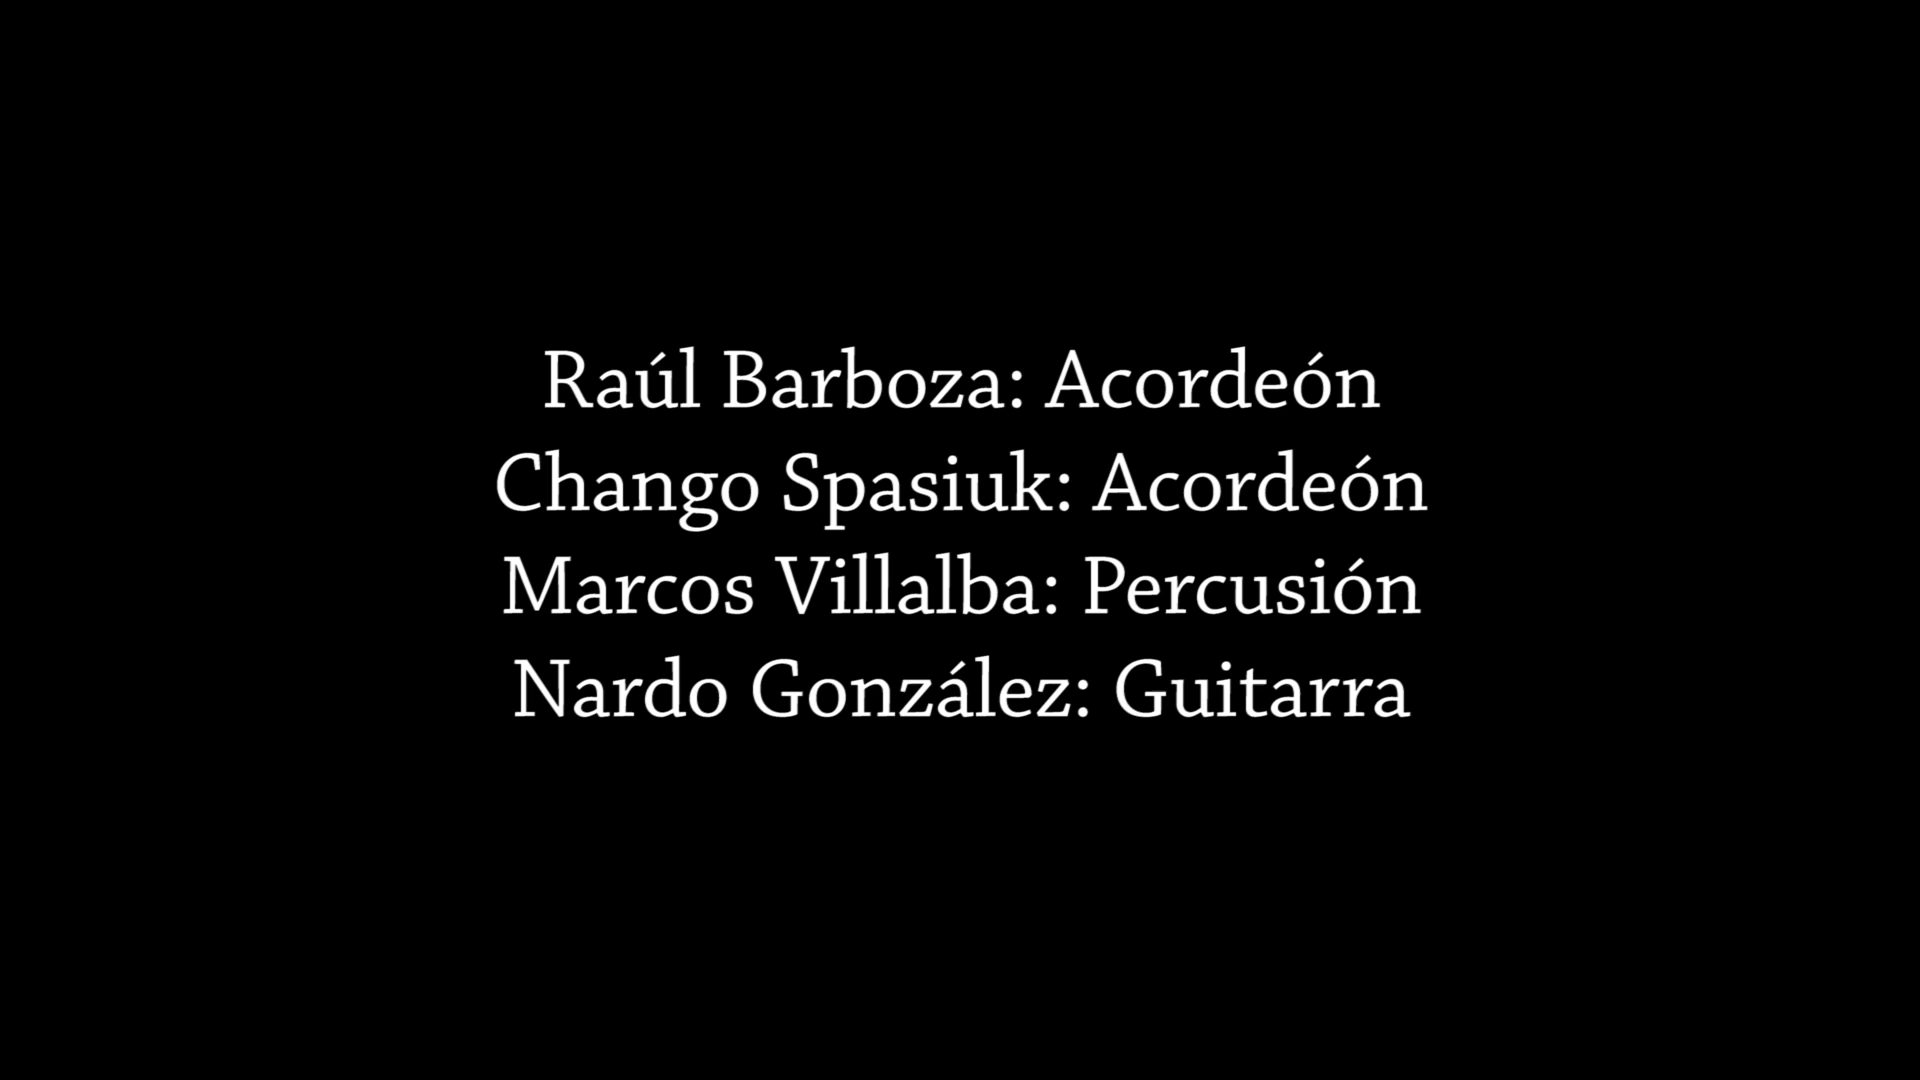 Raúl Barboza: Acordeón
Chango Spasiuk: Acordeón
Marcos Villalba: Percusión
Nardo González: Guitarra